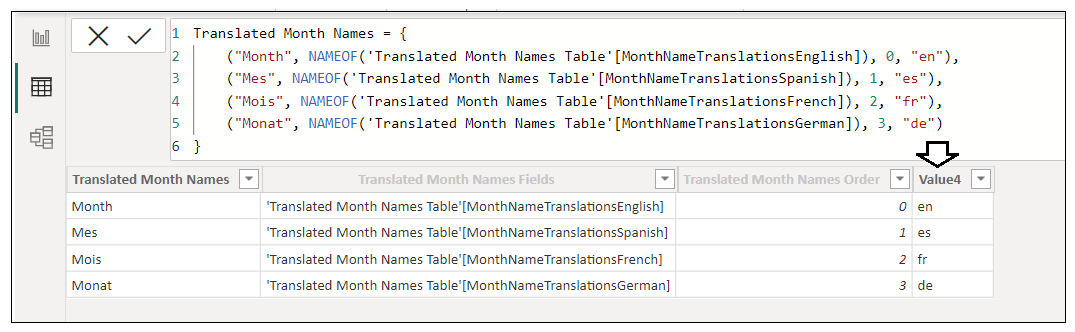 1 Translated Month Names = {
2 ("Month", NAMEOF('Translated Month Names Table'[MonthNameTranslationsEnglish]), 0, "en"),
3 ("Mes", NAMEOF('Translated Month Names Table'[MonthNameTranslationsSpanish]), 1, "es"),
4 ("Mois", NAMEOF('Translated Month Names Table'[MonthNameTranslationsFrench]), 2, "fr"),
5 ("Monat", NAMEOF('Translated Month Names Table'[MonthNameTranslationsGerman]), 3, "de")
6 }
Translated Month Names Translated Month Names Fields Translated Month Names Order Value4
Month 'Translated Month Names Table'[MonthNameTranslationsEnglish] 0 en
Mes 'Translated Month Names Table'[MonthNameTranslationsSpanish] 1 es
Mois 'Translated Month Names Table'[MonthNameTranslationsFrench] 2 fr
Monat 'Translated Month Names Table'[MonthNameTranslationsGerman] 3 de